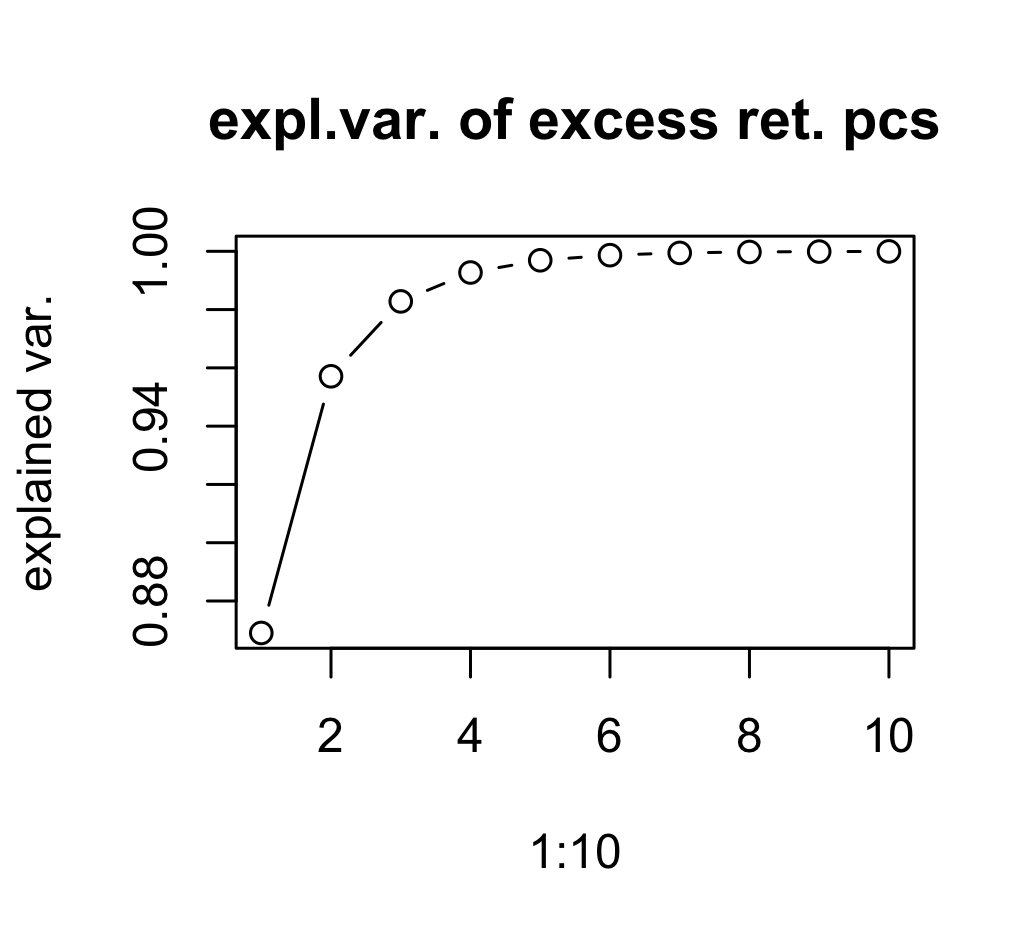 expl.var. of excess ret. pcs
explained var.
1.00
0.94
0.88
2 4 6 8 10
1:10